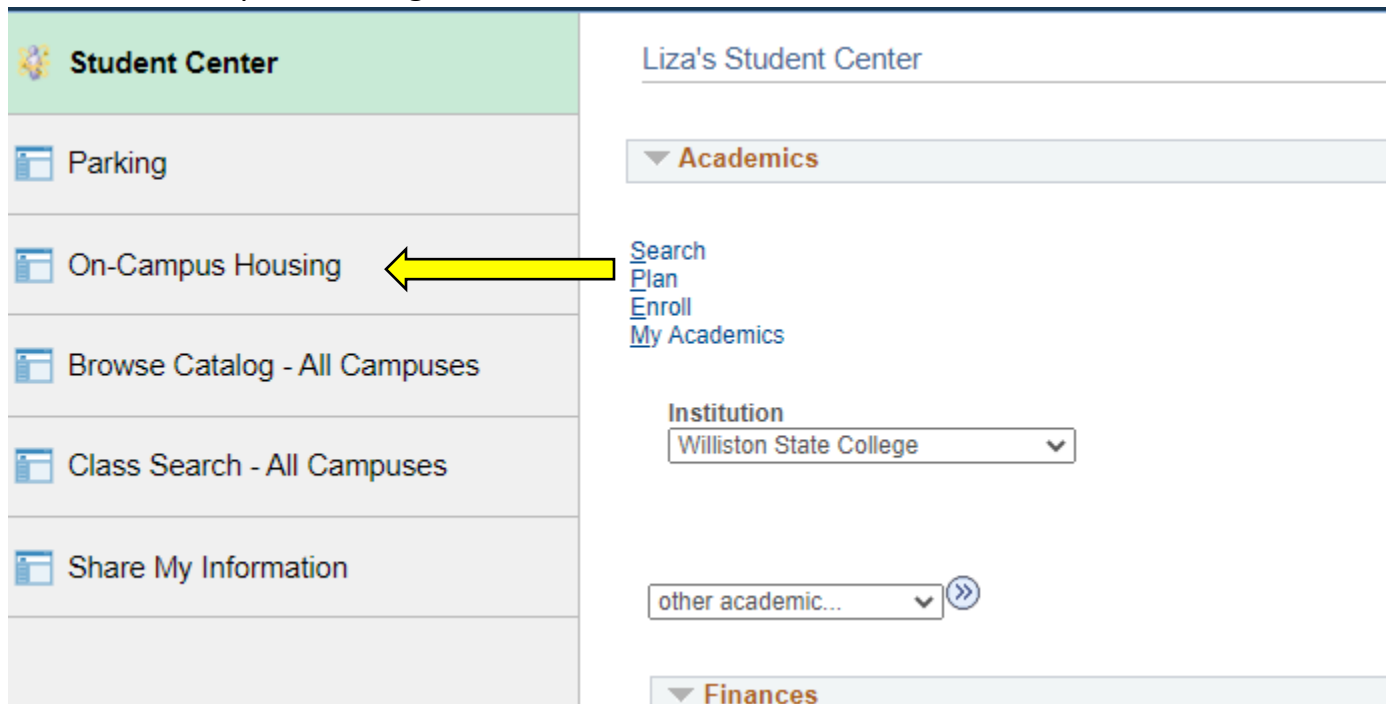 Student Center
Parking
On-Campus Housing
Browse Catalog - All Campuses
Class Search - All Campuses
Share My Information
Liza's Student Center
Academics
Search
Plan
Enroll
My Academics
Institution
Williston State College
other academic...
Finances